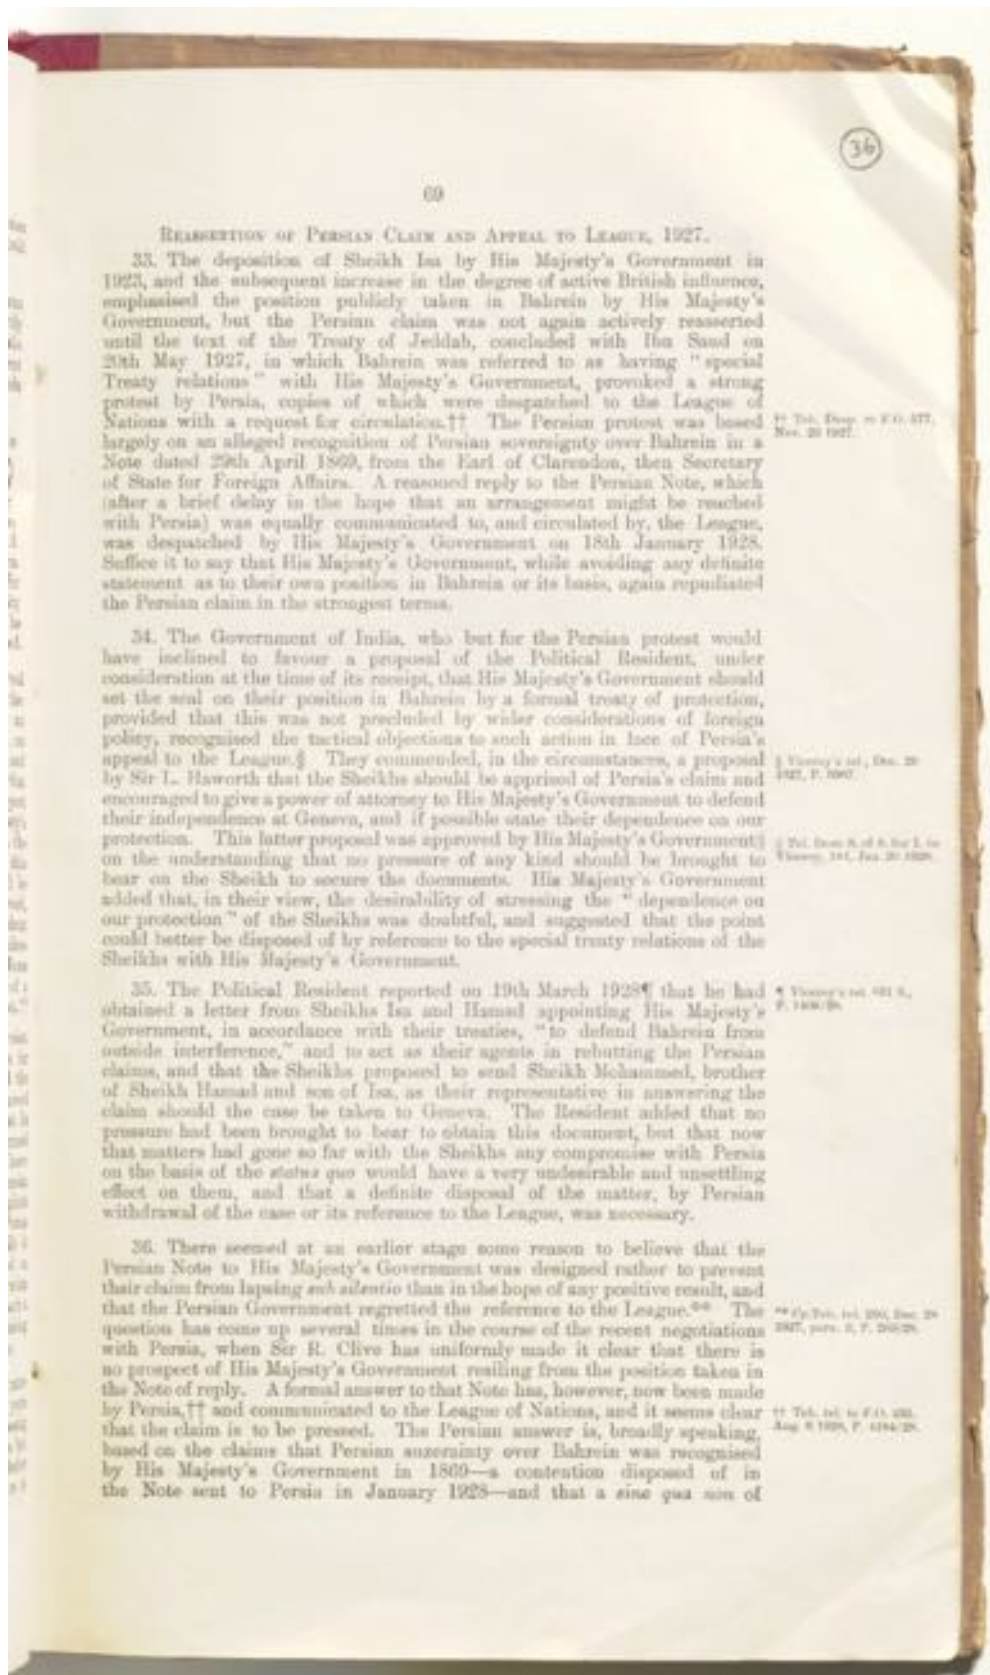 36
69
REASSERTION OF PERSIAN CLAIM AND APPEAL TO LEAGUE, 1927.
33. The deposition of Sheikh Isa by His Majesty's Government in
1923, and the subsequent increase in the degree of active British influence,
emphasised the position publicly taken in Bahrein by His Majesty's
Government, but the Persian claim was not again actively reasserted
until the text of the Treaty of Jeddah, concluded with Ibn Saud on
20th May 1927, in which Bahrein was referred to as having "special
Treaty relations" with His Majesty's Government, provoked a strong
protest by Persia, copies of which were despatched to the League of
Nations with a request for circulation.†† The Persian protest was based
largely on an alleged recognition of Persian sovereignty over Bahrein in a
Note dated 29th April 1869, from the Earl of Clarendon, then Secretary
of State for Foreign Affairs. A reasoned reply to the Persian Note, which
(after a brief delay in the hope that an arrangement might be reached
with Persia) was equally communicated to, and circulated by, the League,
was despatched by His Majesty's Government on 18th January 1928.
Suffice it to say that His Majesty's Government, while avoiding any definite
statement as to their own position in Bahrein or its basis, again repudiated
the Persian claim in the strongest terms.
†† Teh. Desp. to F.O. 577,
Nov. 26 1927.
34. The Government of India, who but for the Persian protest would
have inclined to favour a proposal of the Political Resident, under
consideration at the time of its receipt, that His Majesty's Government should
set the seal on their position in Bahrein by a formal treaty of protection,
provided that this was not precluded by wider considerations of foreign
policy, recognised the tactical objections to such action in face of Persia's
appeal to the League.§ They commended, in the circumstances, a proposal
by Sir L. Haworth that the Sheikhs should be apprised of Persia's claim and
encouraged to give a power of attorney to His Majesty's Government to defend
their independence at Geneva, and if possible state their dependence on our
protection. This latter proposal was approved by His Majesty's Government
on the understanding that no pressure of any kind should be brought to
bear on the Sheikh to secure the documents. His Majesty's Government
added that, in their view, the desirability of stressing the "dependence on
our protection" of the Sheikhs was doubtful, and suggested that the point
could better be disposed of by reference to the special treaty relations of the
Sheikhs with His Majesty's Government.
§ Viceroy's tel., Dec.
1927, P.
Tel. from S. of S. for I. to
Viceroy, Jan. 1928.
35. The Political Resident reported on 19th March 1928¶ that he had
obtained a letter from Sheikhs Isa and Hamad appointing His Majesty's
Government, in accordance with their treaties, "to defend Bahrein from
outside interference," and to act as their agents in rebutting the Persian
claims, and that the Sheikhs proposed to send Sheikh Mohammed, brother
of Sheikh Hamad and son of Isa, as their representative in answering the
claim should the case be taken to Geneva. The Resident added that no
pressure had been brought to bear to obtain this document, but that now
that matters had gone so far with the Sheikhs any compromise with Persia
on the basis of the status quo would have a very undesirable and unsettling
effect on them, and that a definite disposal of the matter, by Persian
withdrawal of the case or its reference to the League, was necessary.
¶ Viceroy's tel.
P.
36. There seemed at an earlier stage some reason to believe that the
Persian Note to His Majesty's Government was designed rather to prevent
their claim from lapsing sub silentio than in the hope of any positive result, and
that the Persian Government regretted the reference to the League.** The
question has come up several times in the course of the recent negotiations
with Persia, when Sir R. Clive has uniformly made it clear that there is
no prospect of His Majesty's Government resiling from the position taken in
the Note of reply. A formal answer to that Note has, however, now been made
by Persia,†† and communicated to the League of Nations, and it seems clear
that the claim is to be pressed. The Persian answer is, broadly speaking,
based on the claims that Persian suzerainty over Bahrein was recognised
by His Majesty's Government in 1869—a contention disposed of in
the Note sent to Persia in January 1928—and that a sine qua non of
** Cp. Teh. tel. Dec.
1927, para. 2, P.
†† Teh. tel. to F.O.
Aug. 1928, P.